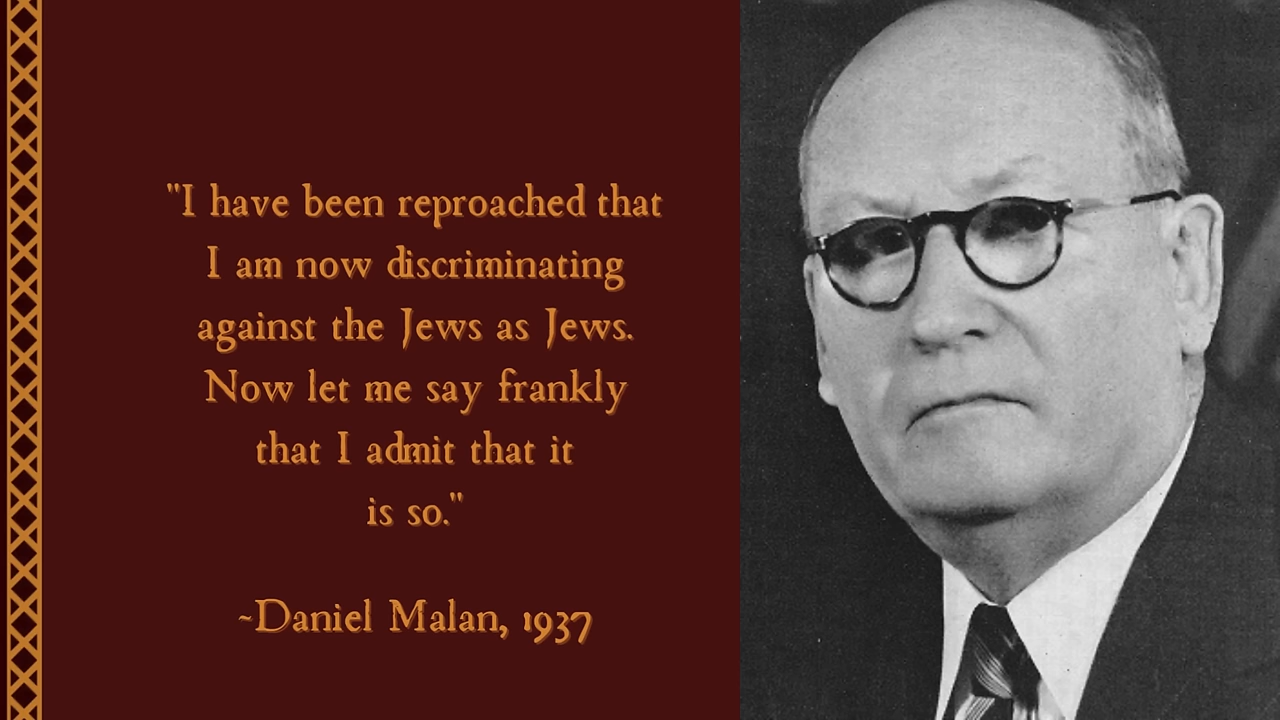 "I have been reproached that
I am now discriminating
against the Jews as Jews.
Now let me say frankly
that I admit that it
is so."
~Daniel Malan, 1937